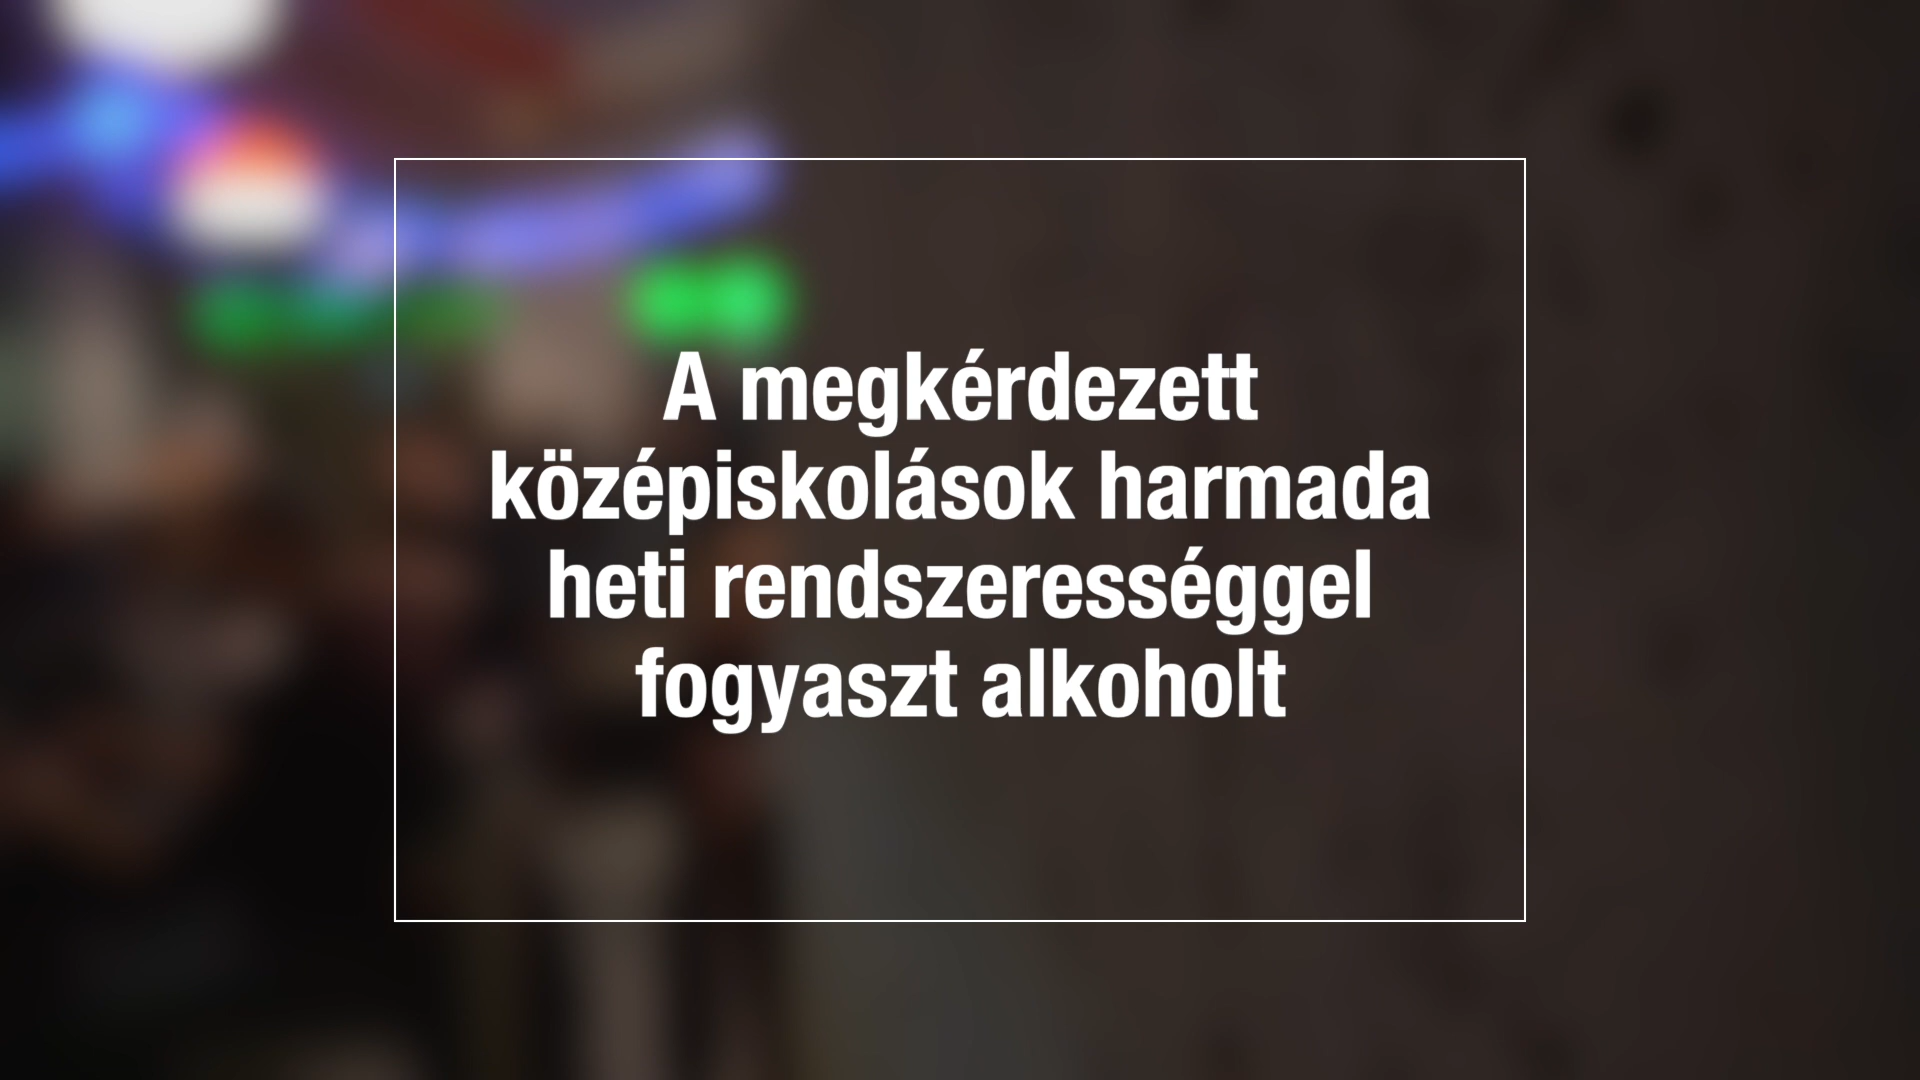 A megkérdezett
középiskolások harmada
heti rendszerességgel
fogyaszt alkoholt